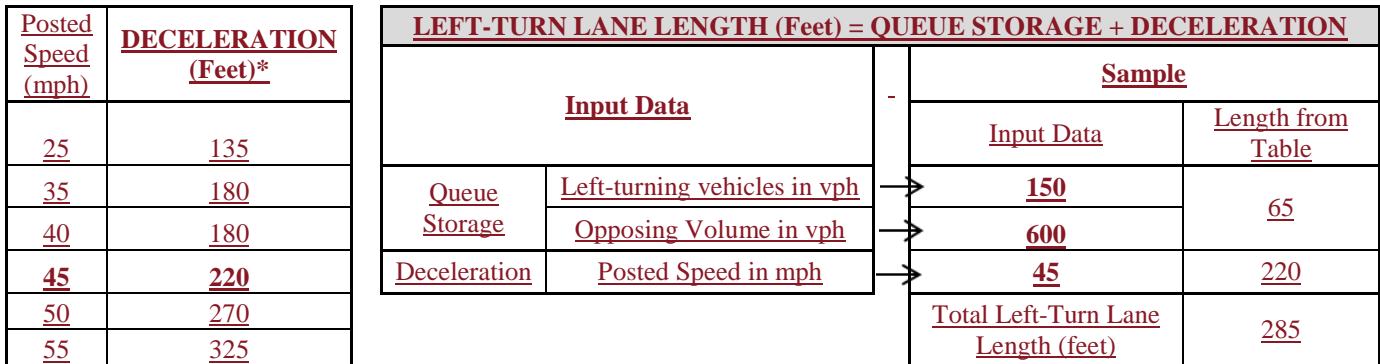 Posted
Speed
(mph)
DECELERATION
(Feet)*
25 135
35 180
40 180
45 220
50 270
55 325
LEFT-TURN LANE LENGTH (Feet) = QUEUE STORAGE + DECELERATION
Input Data
-
Sample
Input Data
Length from
Table
Queue
Storage
Left-turning vehicles in vph
150
65
Opposing Volume in vph
600
Deceleration Posted Speed in mph 45 220
Total Left-Turn Lane
Length (feet)
285